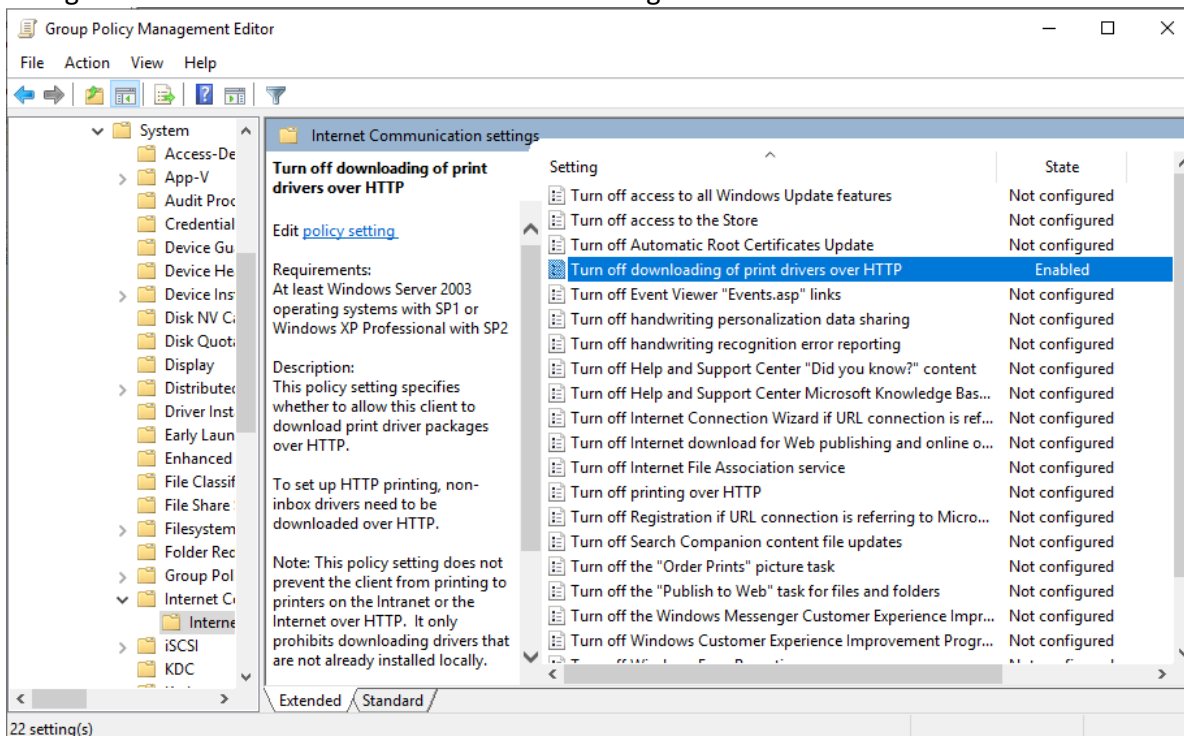 Group Policy Management Editor
File Action View Help
System
Access-De
App-V
Audit Proc
Credential
Device Gu
Device He
Device Ins
Disk NV Ca
Disk Quot
Display
Distributed
Driver Inst
Early Laun
Enhanced
File Classif
File Share
Filesystem
Folder Red
Group Pol
Internet C
Interne
iSCSI
KDC
Internet Communication settings
Turn off downloading of print
drivers over HTTP
Edit policy setting
Requirements:
At least Windows Server 2003
operating systems with SP1 or
Windows XP Professional with SP2
Description:
This policy setting specifies
whether to allow this client to
download print driver packages
over HTTP.
To set up HTTP printing, non-
inbox drivers need to be
downloaded over HTTP.
Note: This policy setting does not
prevent the client from printing to
printers on the Intranet or the
Internet over HTTP. It only
prohibits downloading drivers that
are not already installed locally.
Setting State
Turn off access to all Windows Update features Not configured
Turn off access to the Store Not configured
Turn off Automatic Root Certificates Update Not configured
Turn off downloading of print drivers over HTTP Enabled
Turn off Event Viewer "Events.asp" links Not configured
Turn off handwriting personalization data sharing Not configured
Turn off handwriting recognition error reporting Not configured
Turn off Help and Support Center "Did you know?" content Not configured
Turn off Help and Support Center Microsoft Knowledge Bas... Not configured
Turn off Internet Connection Wizard if URL connection is ref... Not configured
Turn off Internet download for Web publishing and online o... Not configured
Turn off Internet File Association service Not configured
Turn off printing over HTTP Not configured
Turn off Registration if URL connection is referring to Micro... Not configured
Turn off Search Companion content file updates Not configured
Turn off the "Order Prints" picture task Not configured
Turn off the "Publish to Web" task for files and folders Not configured
Turn off the Windows Messenger Customer Experience Impr... Not configured
Turn off Windows Customer Experience Improvement Progr... Not configured
Extended Standard
22 setting(s)